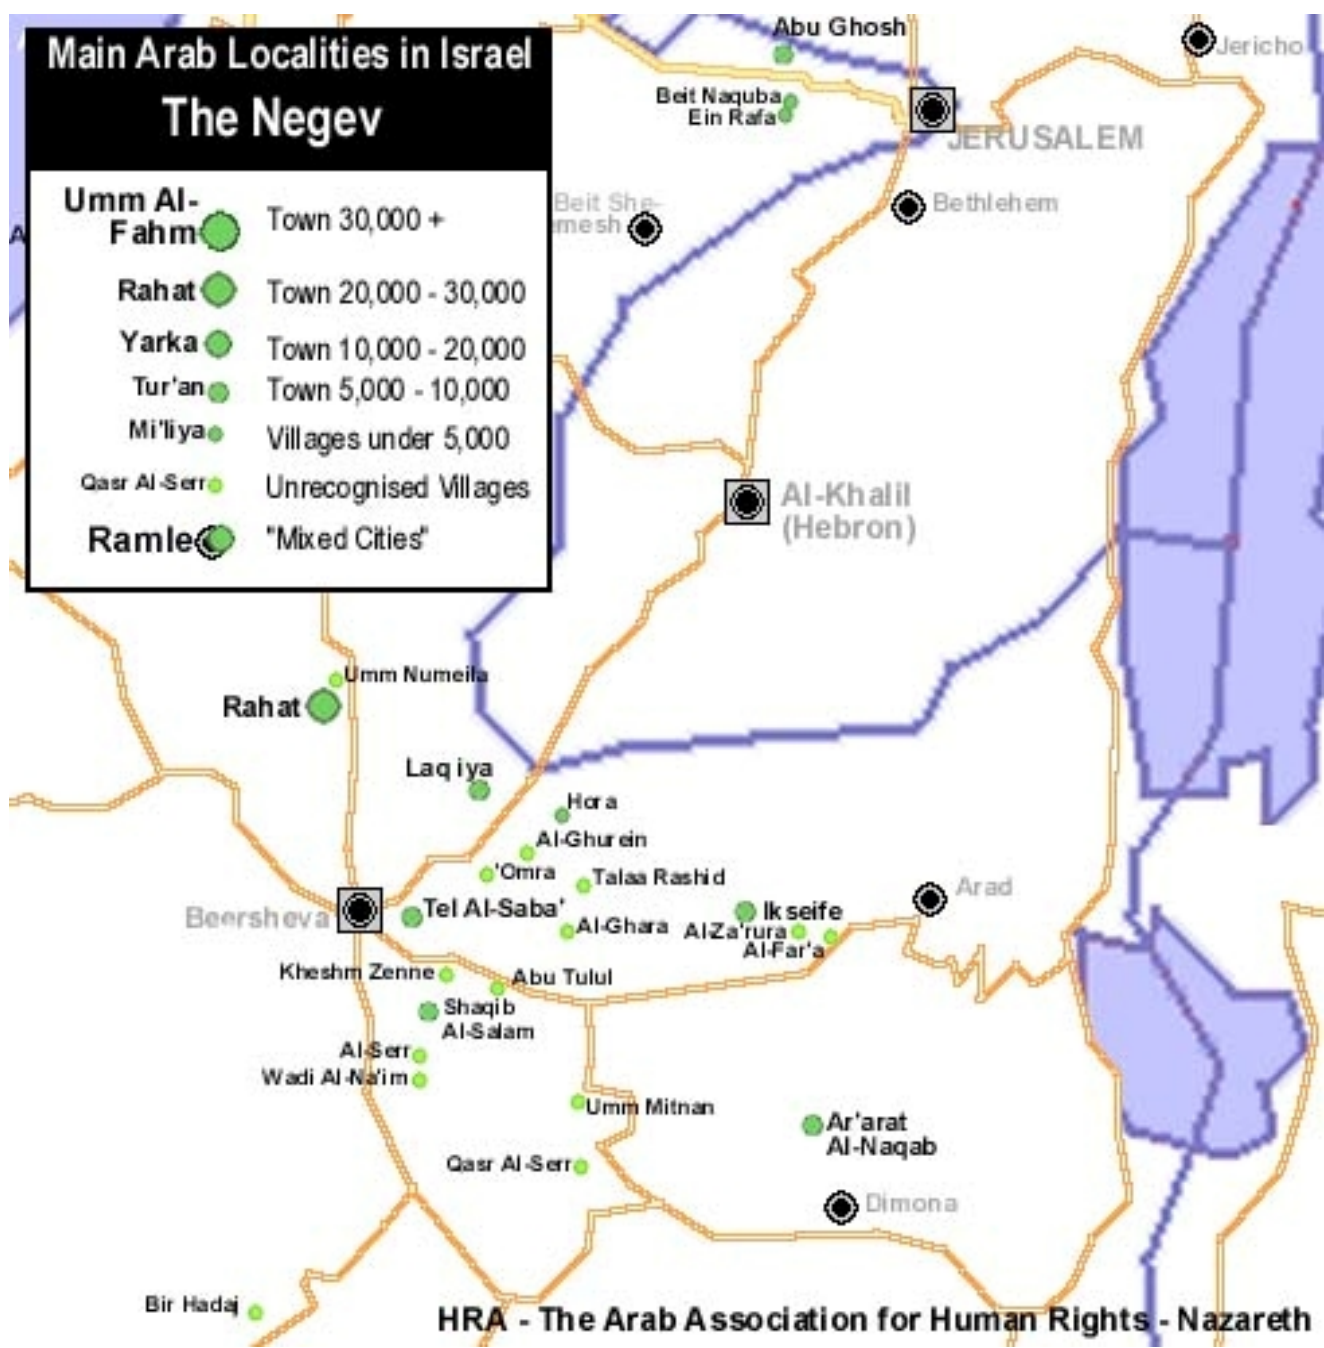 Main Arab Localities in Israel
The Negev
Umm Al-
Fahm
Town 30,000 +
Rahat
Town 20,000 - 30,000
Yarka
Town 10,000 - 20,000
Tur'an
Town 5,000 - 10,000
Mi'liya
Villages under 5,000
Qasr Al-Serr
Unrecognised Villages
Ramle
"Mixed Cities"
A
Abu Ghosh
Jericho
Beit Naquba
Ein Rafa
JERUSALEM
Beit She-
emesh
Bethlehem
Al-Khalil
(Hebron)
Umm Numeila
Rahat
Laqiya
Hora
Al-Ghurein
'Omra
Talaa Rashid
Arad
Beersheva
Tel Al-Saba'
Ikseife
Al-Ghara
Al-Za'rura
Al-Far'a
Kheshm Zenne
Abu Tulul
Shaqib
Al-Salam
Al-Serr
Wadi Al-Na'im
Umm Mitnan
Ar'arat
Al-Naqab
Qasr Al-Serr
Dimona
Bir Hadaj
HRA - The Arab Association for Human Rights - Nazareth